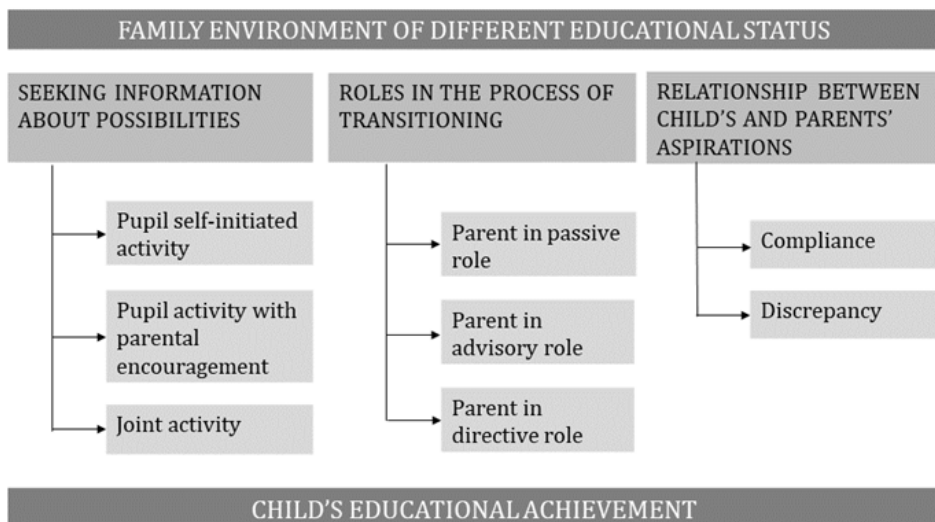 FAMILY ENVIRONMENT OF DIFFERENT EDUCATIONAL STATUS
SEEKING INFORMATION
ABOUT POSSIBILITIES
Pupil self-initiated
activity
Pupil activity with
parental
encouragement
Joint activity
ROLES IN THE PROCESS OF
TRANSITIONING
Parent in passive
role
Parent in
advisory role
Parent in
directive role
RELATIONSHIP BETWEEN
CHILD'S AND PARENTS'
ASPIRATIONS
Compliance
Discrepancy
CHILD'S EDUCATIONAL ACHIEVEMENT